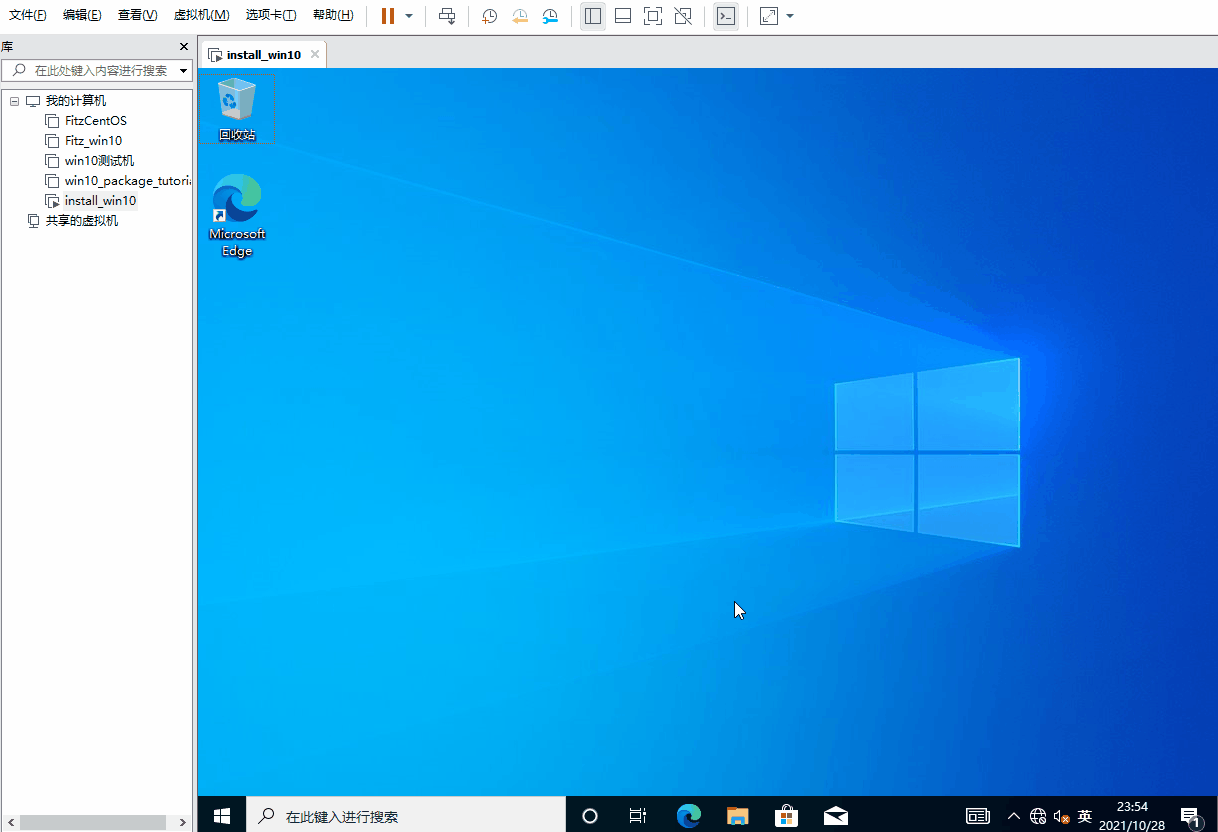 文件(F) 编辑(E) 查看(V) 虚拟机(M) 选项卡(T) 帮助(H)
库
在此处键入内容进行搜索
我的计算机
FitzCentOS
Fitz_win10
win10测试机
win10_package_tutori
install_win10
共享的虚拟机
install_win10
回收站
Microsoft
Edge
在此键入进行搜索
英
23:54
2021/10/28
1